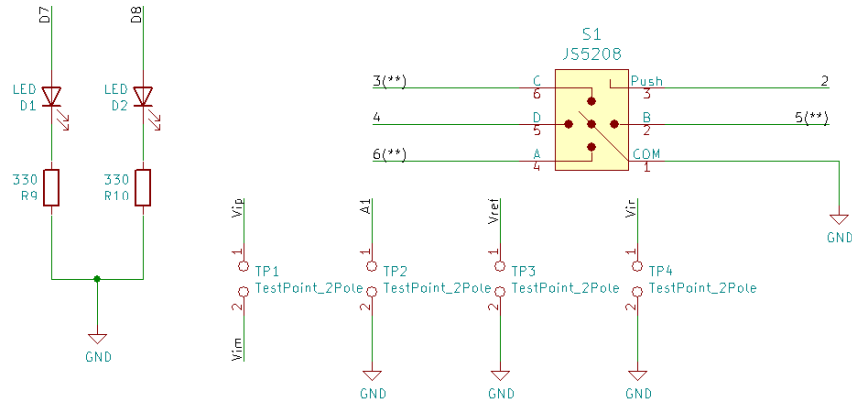 D7
D8
LED
D1
LED
D2
330
R9
330
R10
GND
S1
JS5208
3(**)
C
6
Push
3
2
4
D
5
B
2
5(**)
6(**)
A
4
COM
1
GND
Vip
1
TP1
TestPoint_2Pole
2
Vim
A1
1
TP2
TestPoint_2Pole
2
GND
Vref
1
TP3
TestPoint_2Pole
2
GND
Vir
1
TP4
TestPoint_2Pole
2
GND